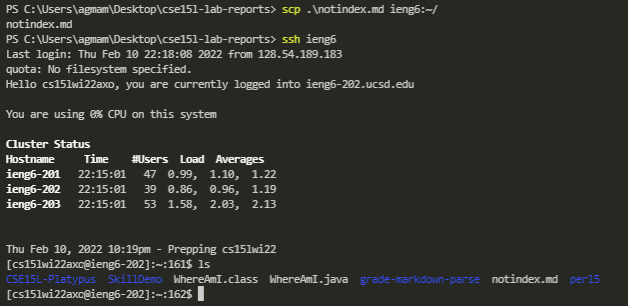 PS C:\Users\agmam\Desktop\cse15l-lab-reports> scp .\notindex.md ieng6:~/
notindex.md
PS C:\Users\agmam\Desktop\cse15l-lab-reports> ssh ieng6
Last login: Thu Feb 10 22:18:08 2022 from 128.54.189.183
quota: No filesystem specified.
Hello cs15lwi22axo, you are currently logged into ieng6-202.ucsd.edu
You are using 0% CPU on this system
Cluster Status
Hostname     Time    #Users  Load  Averages
ieng6-201   22:15:01   47  0.99,  1.10,  1.22
ieng6-202   22:15:01   39  0.86,  0.96,  1.19
ieng6-203   22:15:01   53  1.58,  2.03,  2.13
Thu Feb 10, 2022 10:19pm - Prepping cs15lwi22
[cs15lwi22axo@ieng6-202]:~:161$ ls
CSE15L-Platypus  SkillDemo  WhereAmI.class  WhereAmI.java  grade-markdown-parse  notindex.md  perl5
[cs15lwi22axo@ieng6-202]:~:162$